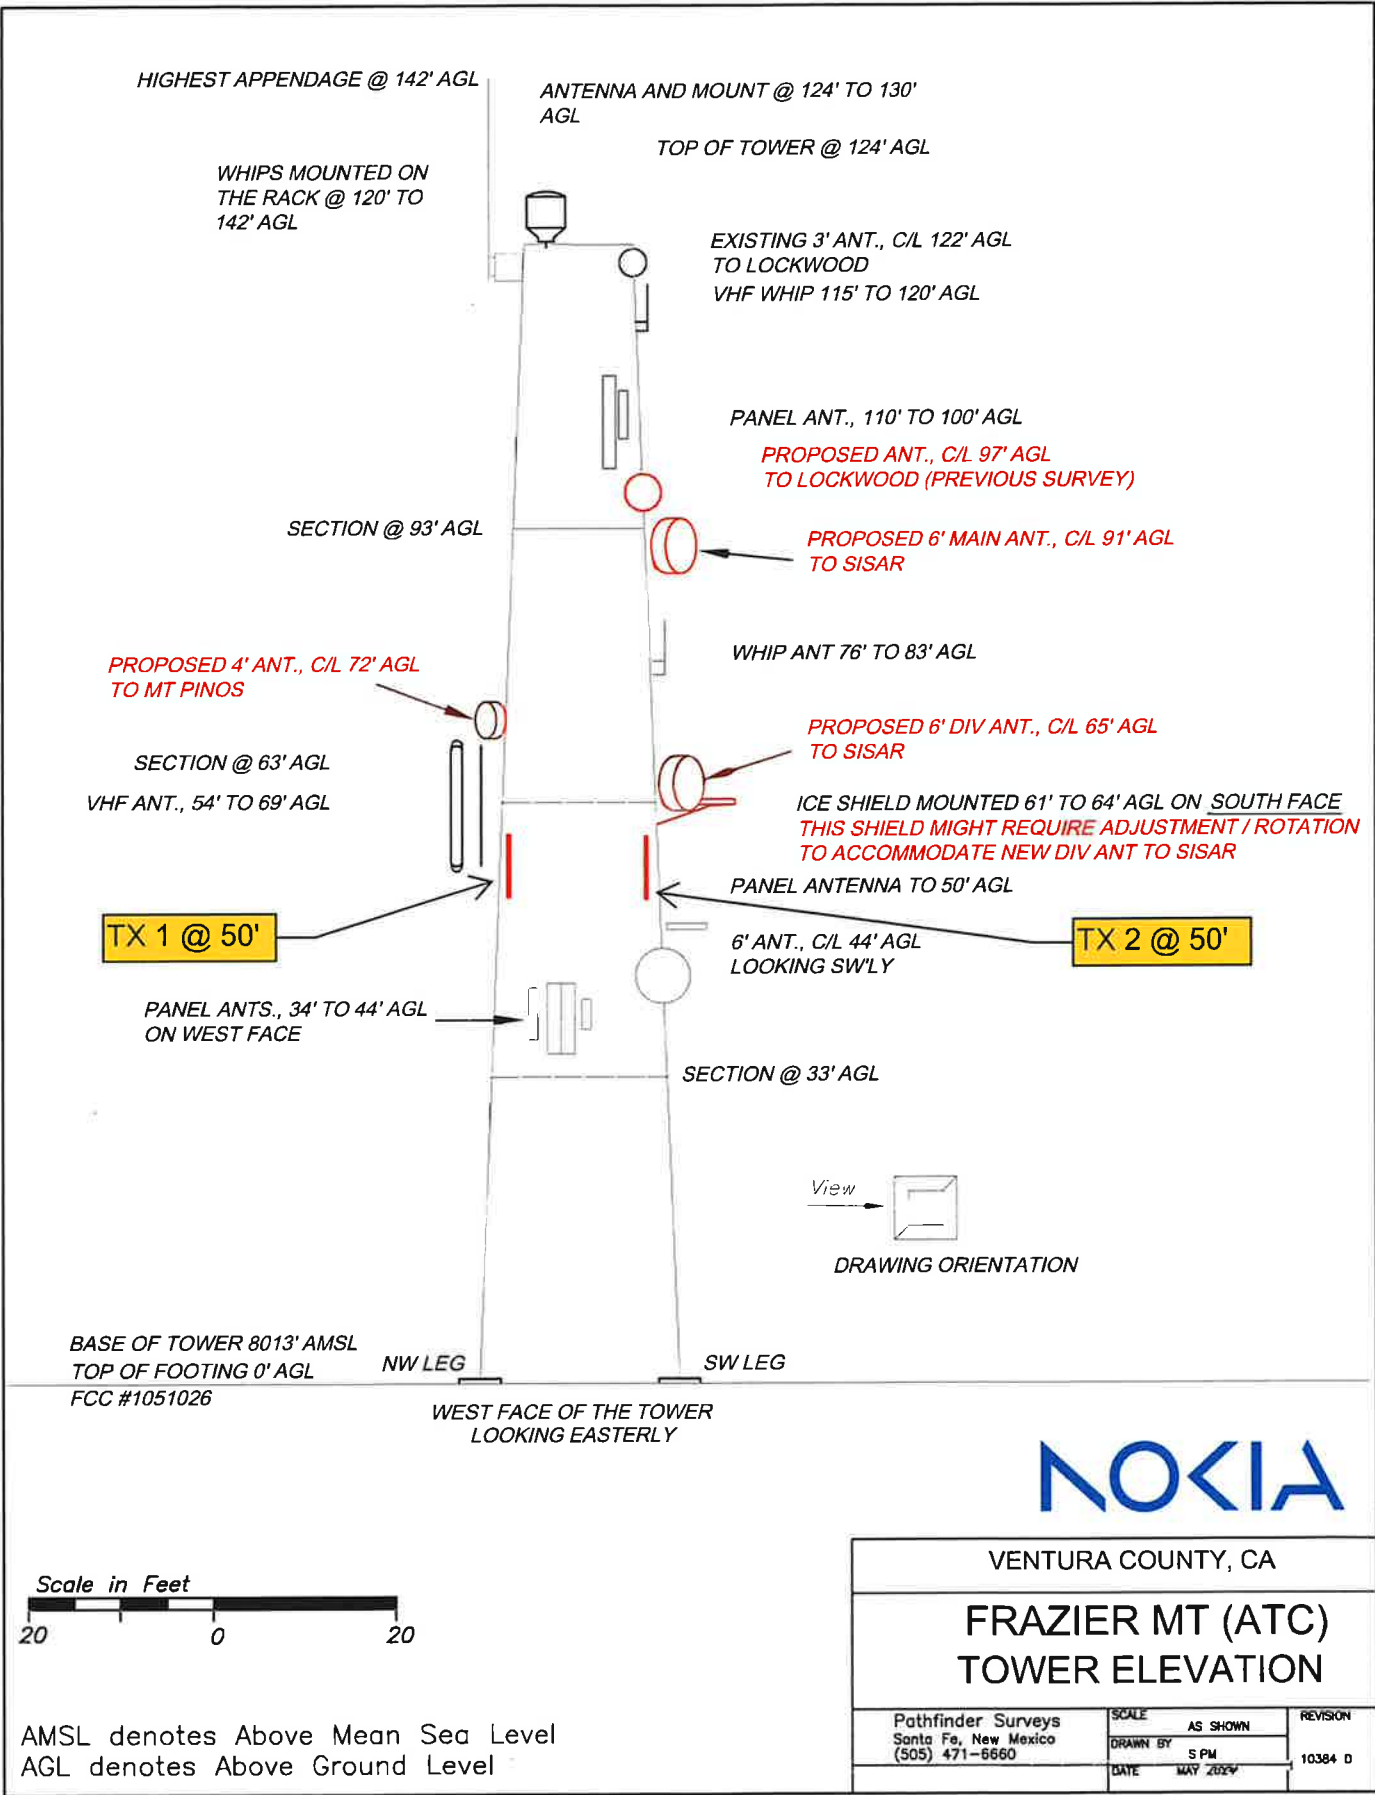 HIGHEST APPENDAGE @ 142' AGL
ANTENNA AND MOUNT @ 124' TO 130'
AGL
TOP OF TOWER @ 124' AGL
WHIPS MOUNTED ON
THE RACK @ 120' TO
142' AGL
EXISTING 3' ANT., C/L 122' AGL
TO LOCKWOOD
VHF WHIP 115' TO 120' AGL
PANEL ANT., 110' TO 100' AGL
PROPOSED ANT., C/L 97' AGL
TO LOCKWOOD (PREVIOUS SURVEY)
SECTION @ 93' AGL
PROPOSED 6' MAIN ANT., C/L 91' AGL
TO SISAR
WHIP ANT 76' TO 83' AGL
PROPOSED 4' ANT., C/L 72' AGL
TO MT PINOS
PROPOSED 6' DIV ANT., C/L 65' AGL
TO SISAR
SECTION @ 63' AGL
VHF ANT., 54' TO 69' AGL
ICE SHIELD MOUNTED 61' TO 64' AGL ON SOUTH FACE
THIS SHIELD MIGHT REQUIRE ADJUSTMENT / ROTATION
TO ACCOMMODATE NEW DIV ANT TO SISAR
PANEL ANTENNA TO 50' AGL
TX 1 @ 50'
TX 2 @ 50'
6' ANT., C/L 44' AGL
LOOKING SW'LY
PANEL ANTS., 34' TO 44' AGL
ON WEST FACE
SECTION @ 33' AGL
View
DRAWING ORIENTATION
BASE OF TOWER 8013' AMSL
TOP OF FOOTING 0' AGL
FCC #1051026
NW LEG
SW LEG
WEST FACE OF THE TOWER
LOOKING EASTERLY
NOKIA
VENTURA COUNTY, CA
FRAZIER MT (ATC)
TOWER ELEVATION
Scale in Feet
20 0 20
AMSL denotes Above Mean Sea Level
AGL denotes Above Ground Level
Pathfinder Surveys
Santa Fe, New Mexico
(505) 471-6660
SCALE AS SHOWN
DRAWN BY S PM
DATE MAY
REVISION
10384 D